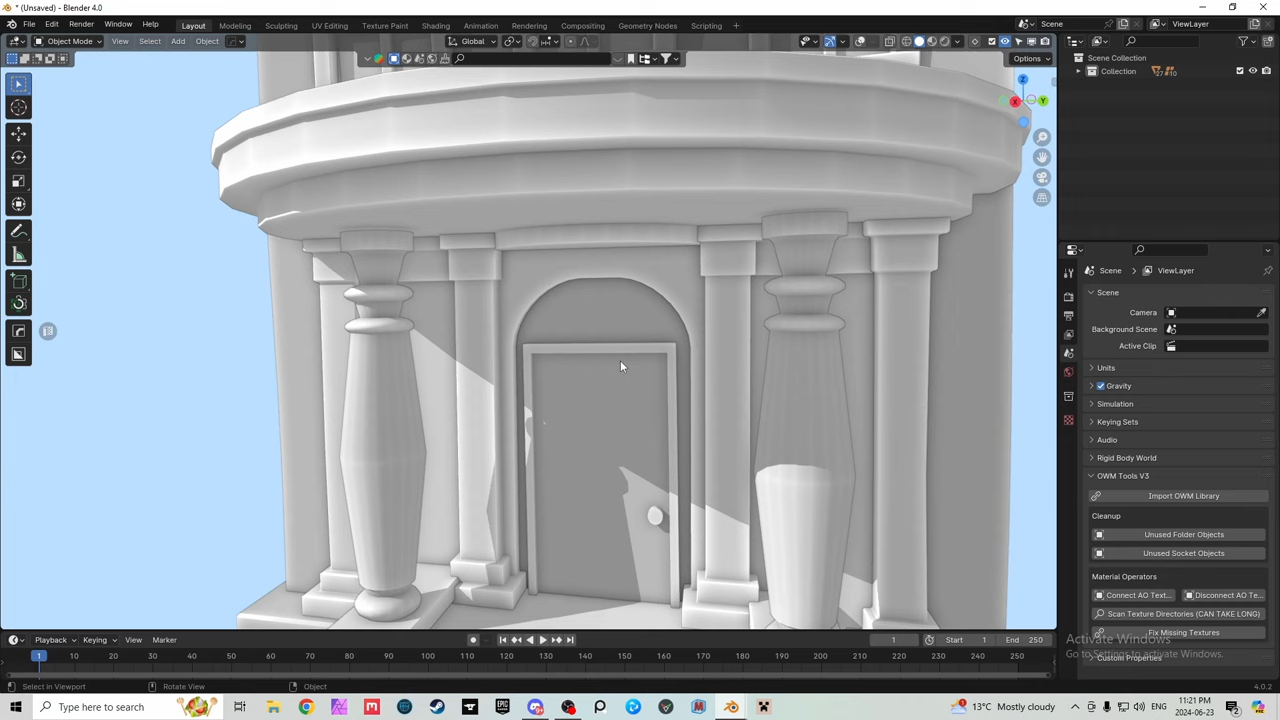 * (Unsaved) - Blender 4.0
File Edit Render Window Help Layout Modeling Sculpting UV Editing Texture Paint Shading Animation Rendering Compositing Geometry Nodes Scripting + Scene ViewLayer
Object Mode View Select Add Object Global
Options
Scene Collection
Collection 27 10
X Y Z
Scene ViewLayer
Scene
Camera
Background Scene
Active Clip
Units
Gravity
Simulation
Keying Sets
Audio
Rigid Body World
OWM Tools V3
Import OWM Library
Cleanup
Unused Folder Objects
Unused Socket Objects
Material Operators
Connect AO Text... Disconnect AO Te...
Scan Texture Directories (CAN TAKE LONG)
Fix Missing Textures
Custom Properties
Activate Windows
Go to Settings to activate Windows.
Playback Keying View Marker 1 Start 1 End 250
1 10 20 30 40 50 60 70 80 90 100 110 120 130 140 150 160 170 180 190 200 210 220 230 240 250
Select in Viewport Rotate View Object 4.0.2
Type here to search 13°C Mostly cloudy 11:21 PM
2024-06-23